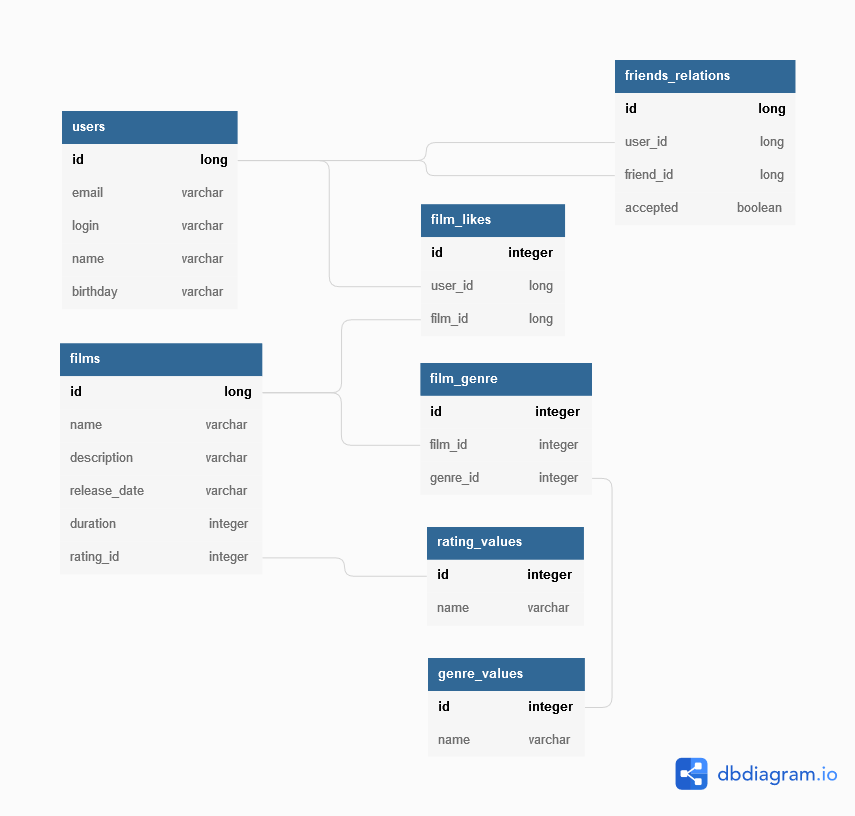 users
id long
email varchar
login varchar
name varchar
birthday varchar
films
id long
name varchar
description varchar
release_date varchar
duration integer
rating_id integer
friends_relations
id long
user_id long
friend_id long
accepted boolean
film_likes
id integer
user_id long
film_id long
film_genre
id integer
film_id integer
genre_id integer
rating_values
id integer
name varchar
genre_values
id integer
name varchar
dbdiagram.io